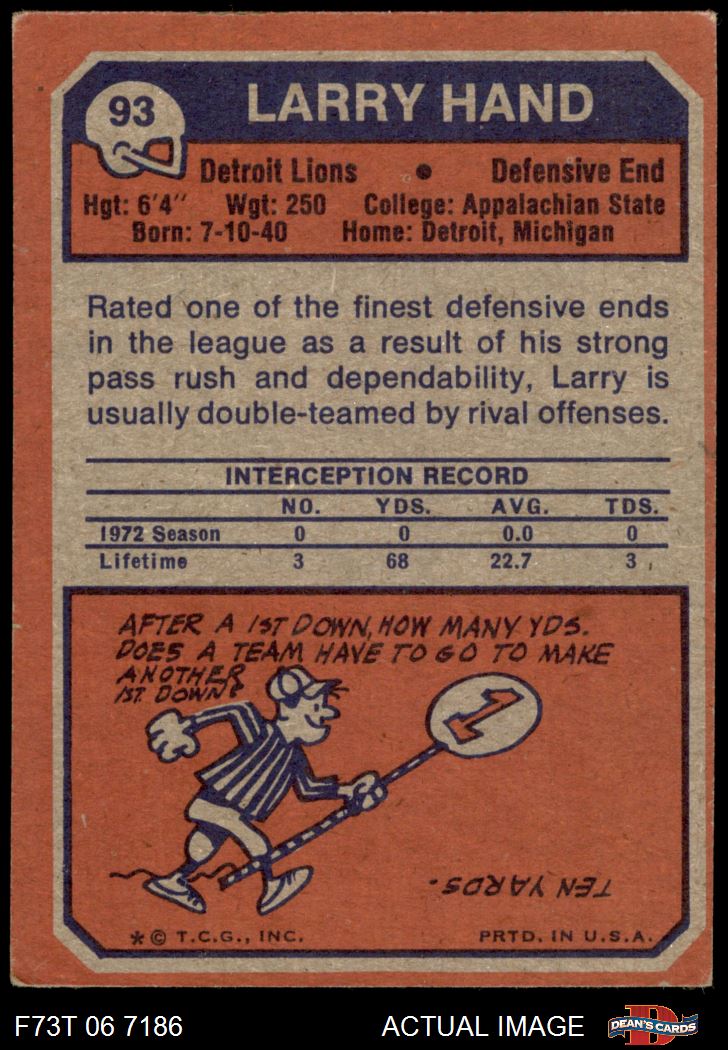 93
LARRY HAND
Detroit Lions • Defensive End
Hgt: 6'4" Wgt: 250 College: Appalachian State
Born: 7-10-40 Home: Detroit, Michigan
Rated one of the finest defensive ends
in the league as a result of his strong
pass rush and dependability, Larry is
usually double-teamed by rival offenses.
INTERCEPTION RECORD
NO. YDS. AVG. TDS.
1972 Season 0 0 0.0 0
Lifetime 3 68 22.7 3
AFTER A 1ST DOWN, HOW MANY YDS.
DOES A TEAM HAVE TO GO TO MAKE
ANOTHER
1ST DOWN?
1
TEN YARDS.
* © T.C.G., INC. PRTD. IN U.S.A.
F73T 06 7186 ACTUAL IMAGE
D
DEAN'S CARDS